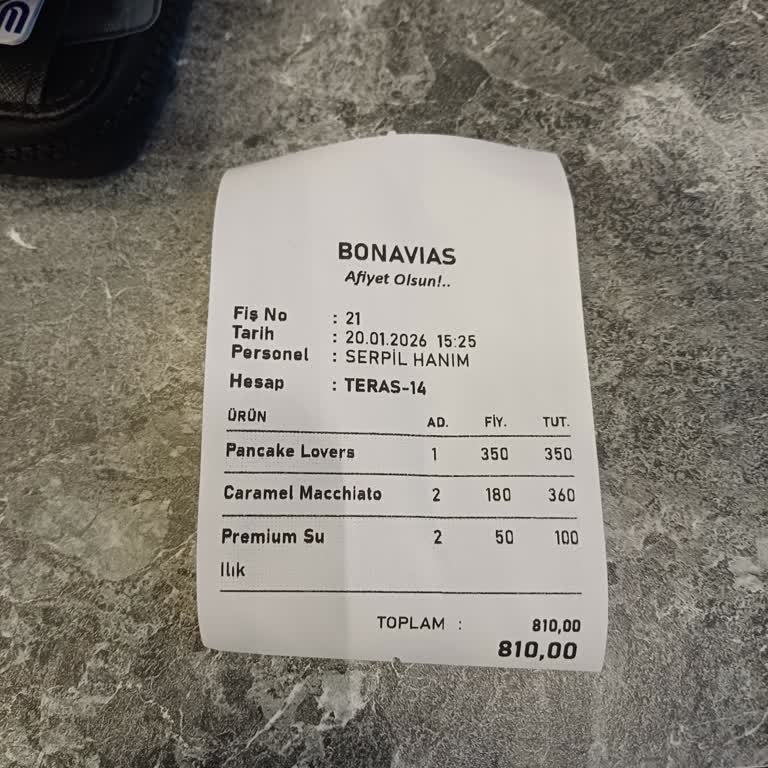 BONAVIAS
Afiyet Olsun!..
Fiş No : 21
Tarih : 20.01.2026 15:25
Personel : SERPİL HANIM
Hesap : TERAS-14
ÜRÜN AD. FİY. TUT.
Pancake Lovers 1 350 350
Caramel Macchiato 2 180 360
Premium Su 2 50 100
Ilık
TOPLAM : 810,00
810,00